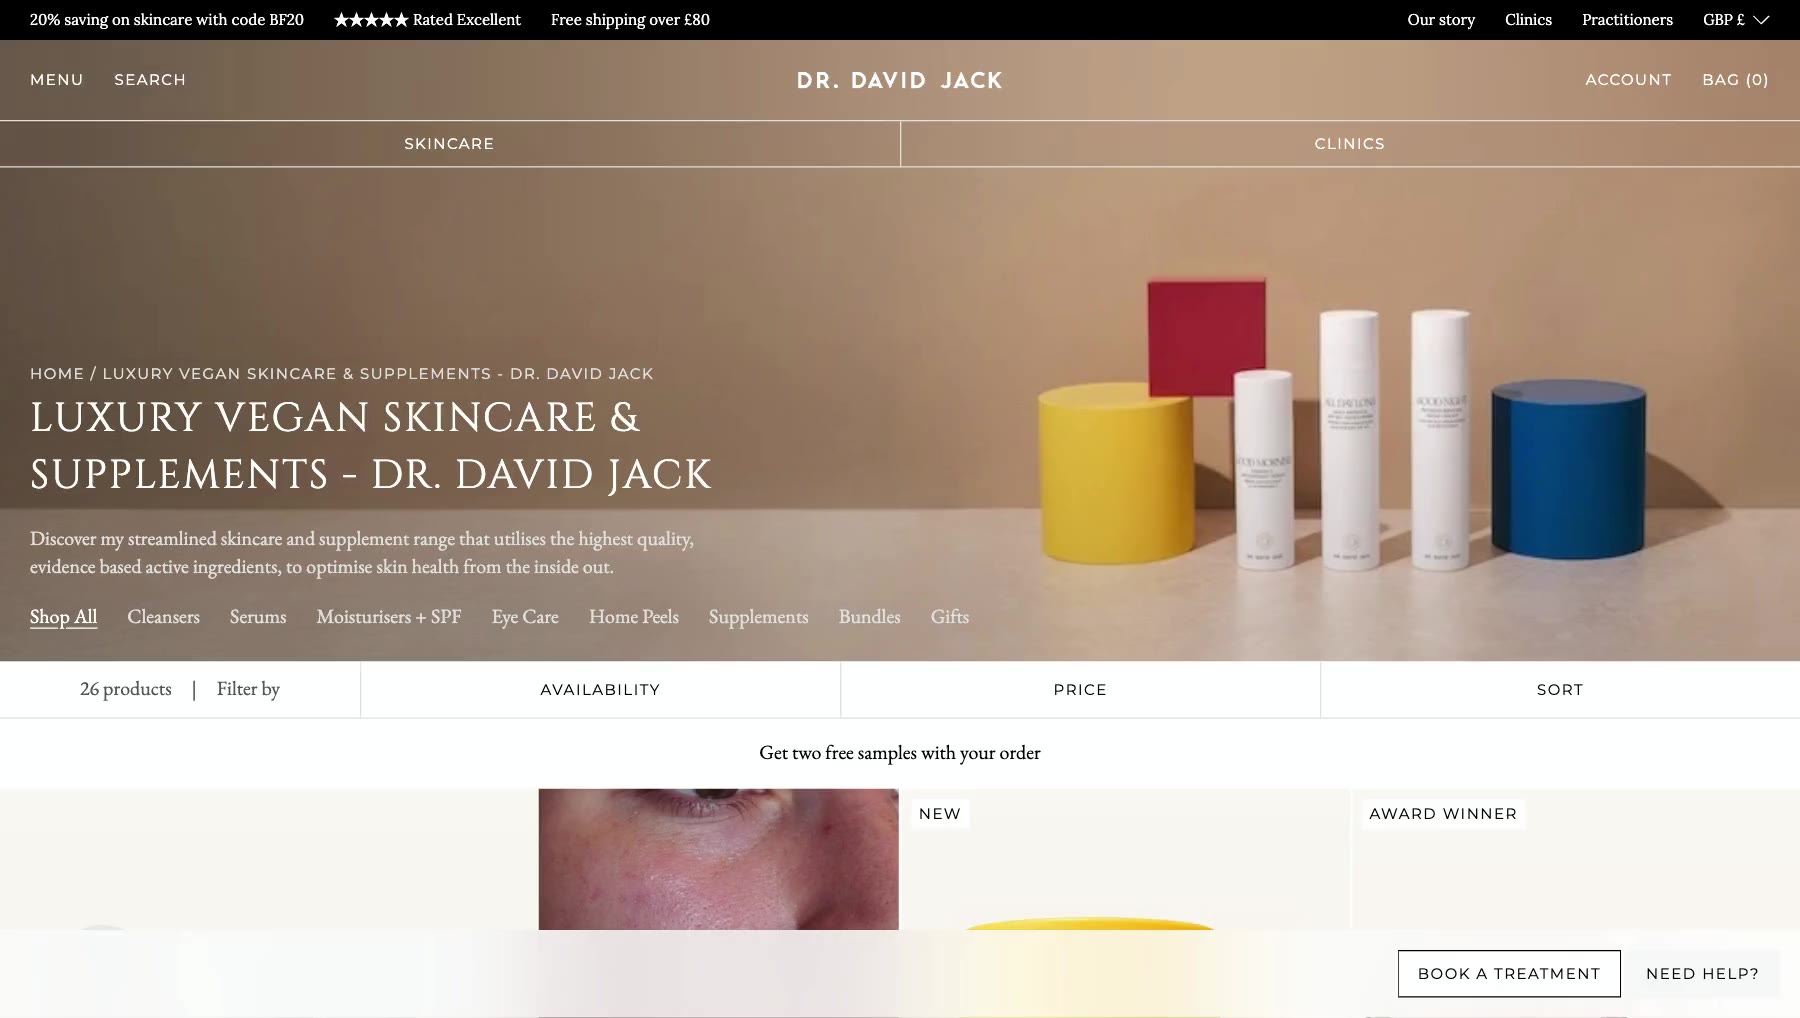 20% saving on skincare with code BF20
★★★★★ Rated Excellent
Free shipping over £80
Our story
Clinics
Practitioners
GBP £
MENU
SEARCH
DR. DAVID JACK
ACCOUNT
BAG (0)
SKINCARE
CLINICS
HOME / LUXURY VEGAN SKINCARE & SUPPLEMENTS - DR. DAVID JACK
LUXURY VEGAN SKINCARE &
SUPPLEMENTS - DR. DAVID JACK
Discover my streamlined skincare and supplement range that utilises the highest quality,
evidence based active ingredients, to optimise skin health from the inside out.
Shop All
Cleansers
Serums
Moisturisers + SPF
Eye Care
Home Peels
Supplements
Bundles
Gifts
ALL DAY LONG
GOOD NIGHT
26 products | Filter by
AVAILABILITY
PRICE
SORT
Get two free samples with your order
NEW
AWARD WINNER
BOOK A TREATMENT
NEED HELP?